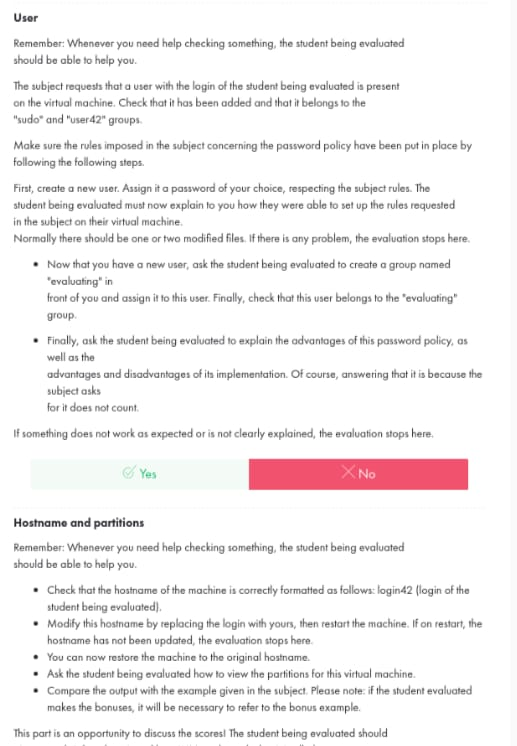 User
Remember: Whenever you need help checking something, the student being evaluated
should be able to help you.
The subject requests that a user with the login of the student being evaluated is present
on the virtual machine. Check that it has been added and that it belongs to the
"sudo" and "user42" groups.
Make sure the rules imposed in the subject concerning the password policy have been put in place by
following the following steps.
First, create a new user. Assign it a password of your choice, respecting the subject rules. The
student being evaluated must now explain to you how they were able to set up the rules requested
in the subject on their virtual machine.
Normally there should be one or two modified files. If there is any problem, the evaluation stops here.
• Now that you have a new user, ask the student being evaluated to create a group named
"evaluating" in
front of you and assign it to this user. Finally, check that this user belongs to the "evaluating"
group.
• Finally, ask the student being evaluated to explain the advantages of this password policy, as
well as the
advantages and disadvantages of its implementation. Of course, answering that it is because the
subject asks
for it does not count.
If something does not work as expected or is not clearly explained, the evaluation stops here.
Yes
No
Hostname and partitions
Remember: Whenever you need help checking something, the student being evaluated
should be able to help you.
• Check that the hostname of the machine is correctly formatted as follows: login42 (login of the
student being evaluated).
• Modify this hostname by replacing the login with yours, then restart the machine. If on restart, the
hostname has not been updated, the evaluation stops here.
• You can now restore the machine to the original hostname.
• Ask the student being evaluated how to view the partitions for this virtual machine.
• Compare the output with the example given in the subject. Please note: if the student evaluated
makes the bonuses, it will be necessary to refer to the bonus example.
This part is an opportunity to discuss the scores! The student being evaluated should